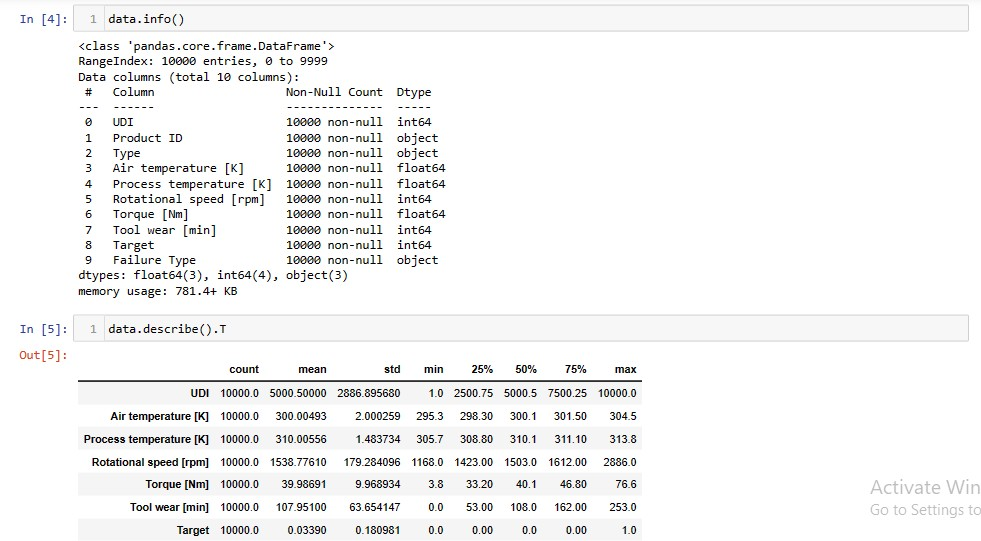 In [4]: 1 data.info()
<class 'pandas.core.frame.DataFrame'>
RangeIndex: 10000 entries, 0 to 9999
Data columns (total 10 columns):
# Column Non-Null Count Dtype
--- ------ -------------- -----
0 UDI 10000 non-null int64
1 Product ID 10000 non-null object
2 Type 10000 non-null object
3 Air temperature [K] 10000 non-null float64
4 Process temperature [K] 10000 non-null float64
5 Rotational speed [rpm] 10000 non-null int64
6 Torque [Nm] 10000 non-null float64
7 Tool wear [min] 10000 non-null int64
8 Target 10000 non-null int64
9 Failure Type 10000 non-null object
dtypes: float64(3), int64(4), object(3)
memory usage: 781.4+ KB
In [5]: 1 data.describe().T
Out[5]:
count mean std min 25% 50% 75% max
UDI 10000.0 5000.50000 2886.895680 1.0 2500.75 5000.5 7500.25 10000.0
Air temperature [K] 10000.0 300.00493 2.000259 295.3 298.30 300.1 301.50 304.5
Process temperature [K] 10000.0 310.00556 1.483734 305.7 308.80 310.1 311.10 313.8
Rotational speed [rpm] 10000.0 1538.77610 179.284096 1168.0 1423.00 1503.0 1612.00 2886.0
Torque [Nm] 10000.0 39.98691 9.968934 3.8 33.20 40.1 46.80 76.6
Tool wear [min] 10000.0 107.95100 63.654147 0.0 53.00 108.0 162.00 253.0
Target 10000.0 0.03390 0.180981 0.0 0.00 0.0 0.00 1.0
Activate Win
Go to Settings to